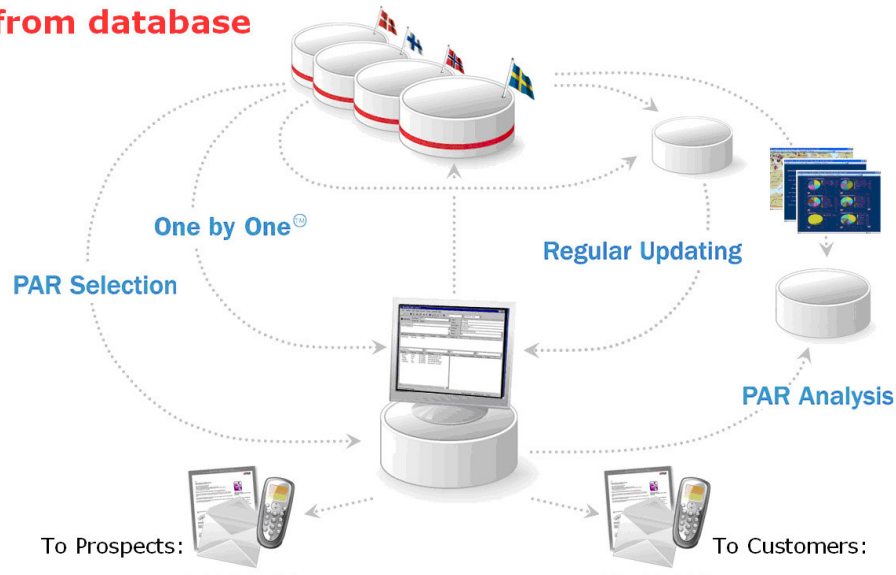 from database
One by One™
Regular Updating
PAR Selection
PAR Analysis
To Prospects:
To Customers: